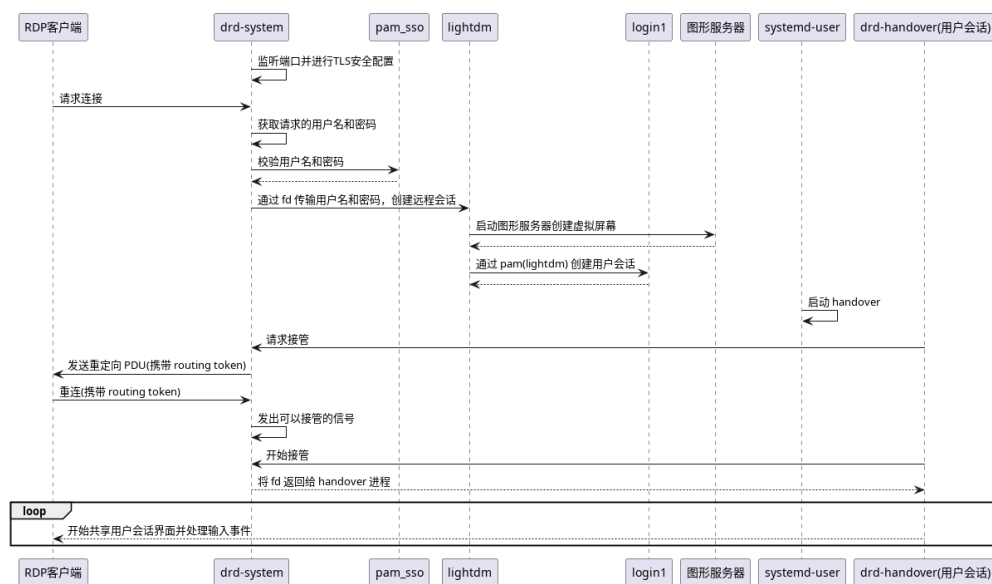 RDP客户端 drd-system pam_sso lightdm login1 图形服务器 systemd-user drd-handover(用户会话)
监听端口并进行TLS安全配置
请求连接
获取请求的用户名和密码
校验用户名和密码
通过 fd 传输用户名和密码，创建远程会话
启动图形服务器创建虚拟屏幕
通过 pam(lightdm) 创建用户会话
启动 handover
请求接管
发送重定向 PDU(携带 routing token)
重连(携带 routing token)
发出可以接管的信号
开始接管
将 fd 返回给 handover 进程
loop
开始共享用户会话界面并处理输入事件
RDP客户端 drd-system pam_sso lightdm login1 图形服务器 systemd-user drd-handover(用户会话)